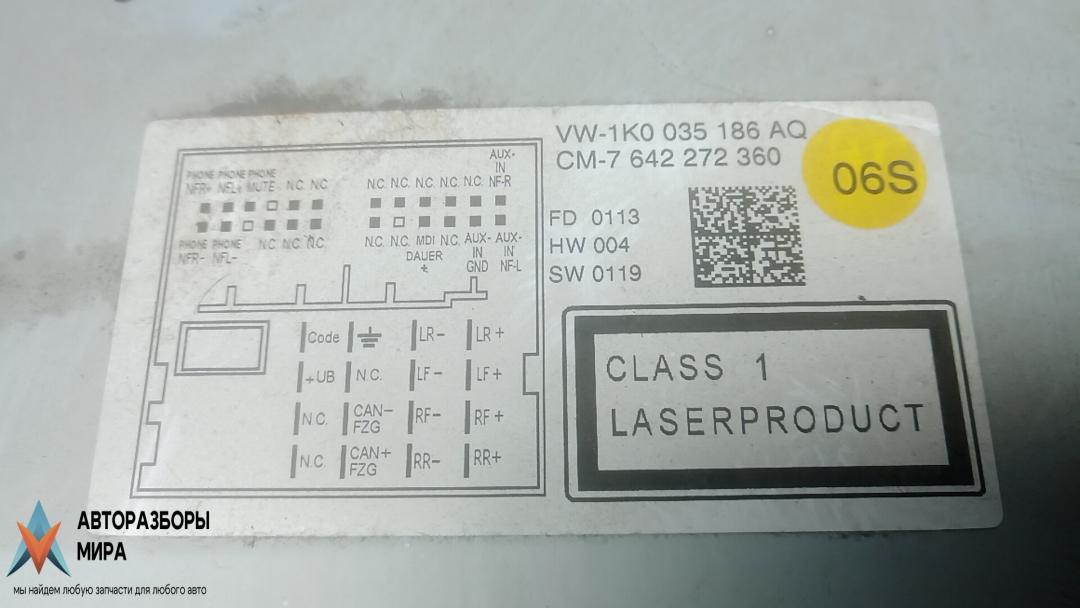 VW-1K0 035 186 AQ
CM-7 642 272 360
06S
FD 0113
HW 004
SW 0119
PHONE PHONE PHONE
NFR+ NFL+ MUTE N.C. N.C
AUX-
IN
N.C. N.C. N.C. N.C. N.C. NF-R
PHONE PHONE N.C. N.C. N.C.
NFR- NFL-
N.C. N.C. MDI N.C. AUX- AUX-
DAUER IN IN
+ GND NF-L
Code LR- LR+
+UB N.C. LF- LF+
N.C. CAN- RF- RF+
FZG
N.C. CAN+ RR- RR+
FZG
CLASS 1
LASERPRODUCT
АВТОРАЗБОРЫ
МИРА
мы найдем любую запчасти для любого авто